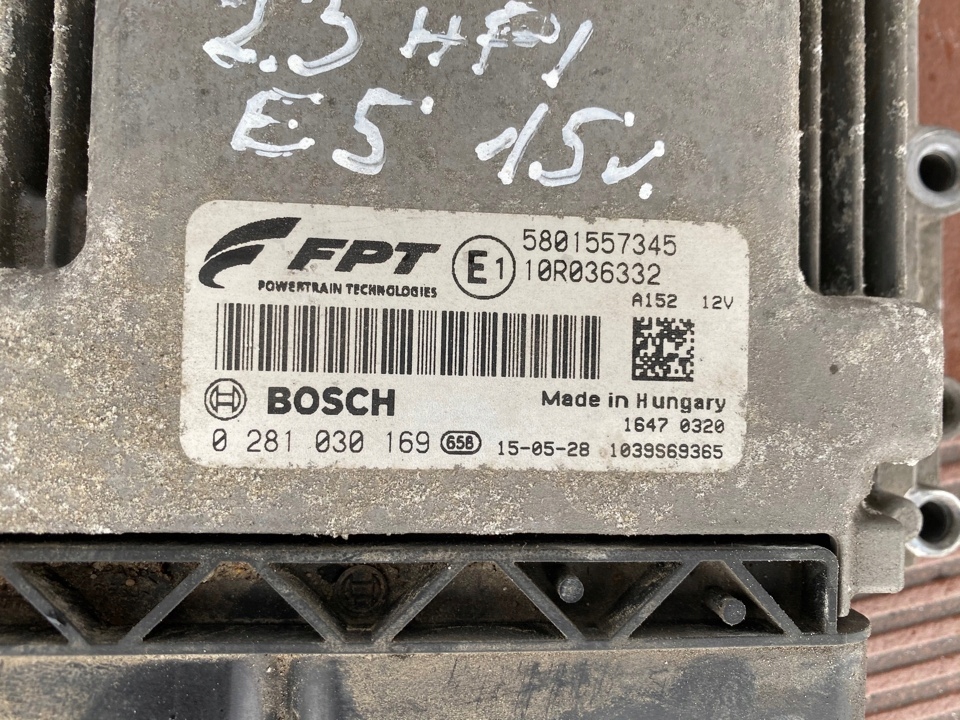 2.3 HPI
E5 15v.
FPT
POWERTRAIN TECHNOLOGIES
E1
5801557345
10R036332
A152 12V
BOSCH
Made in Hungary
1647 0320
0 281 030 169 658 15-05-28 1039S69365